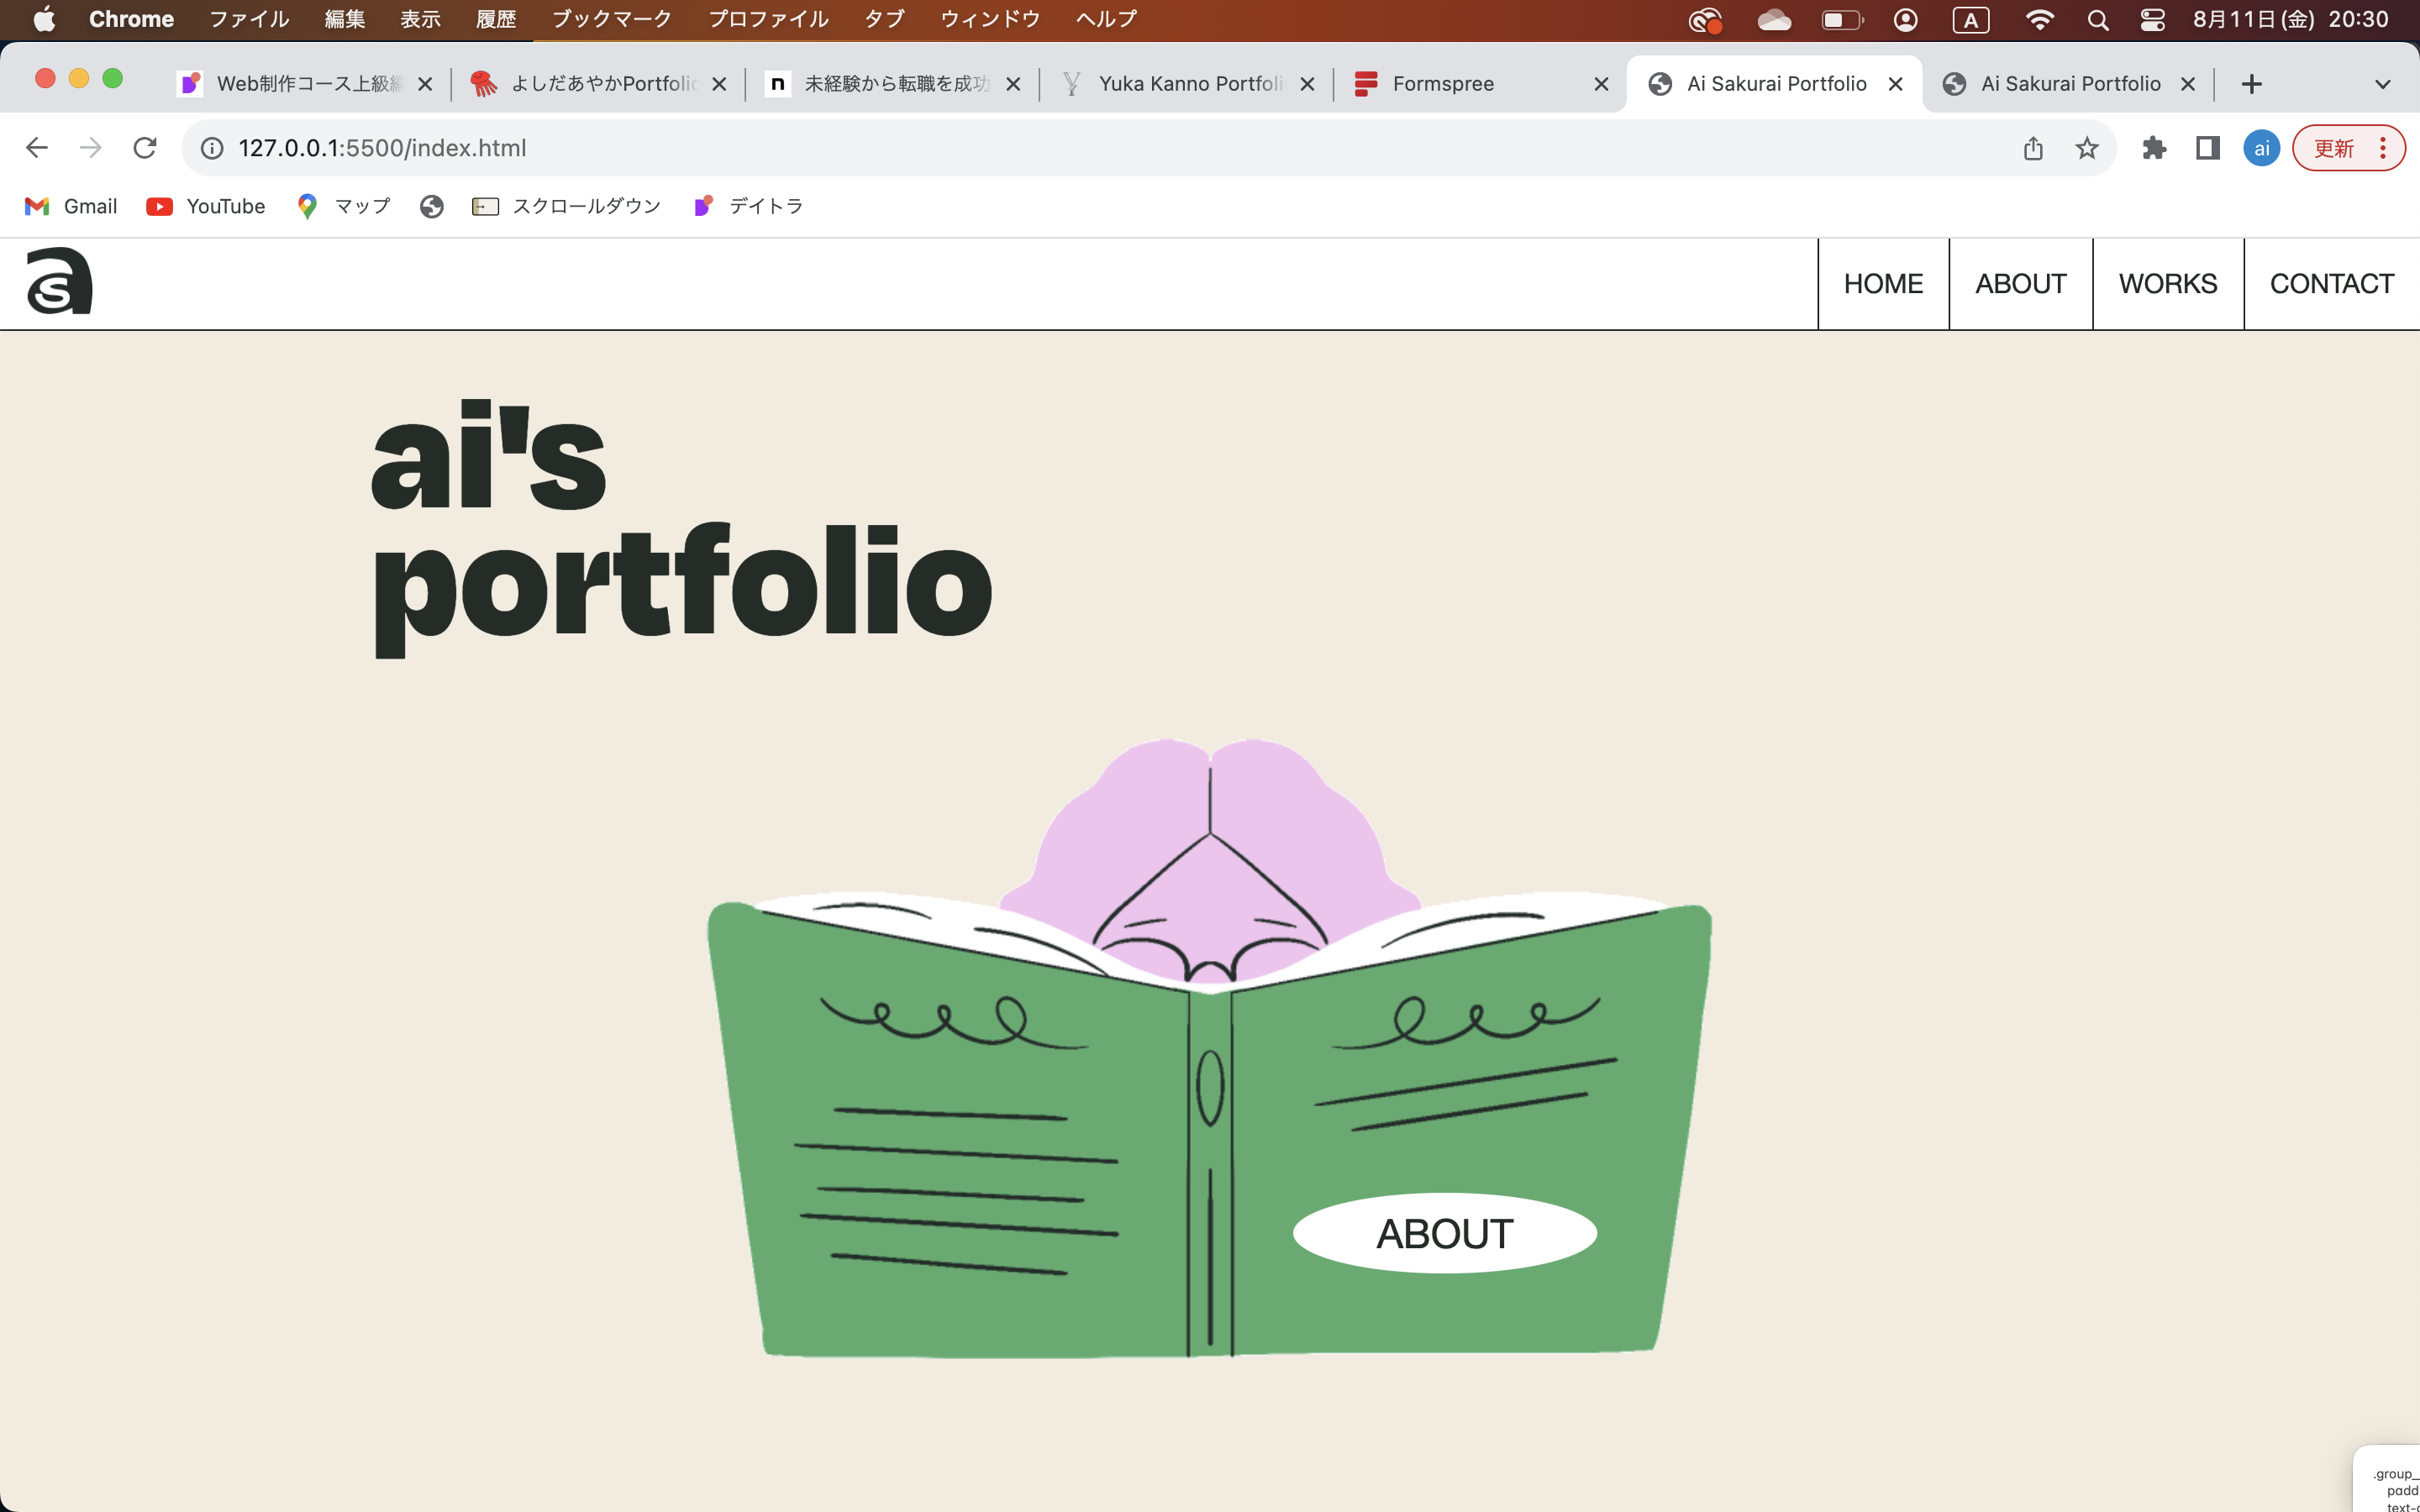 Chrome ファイル 編集 表示 履歴 ブックマーク プロファイル タブ ウィンドウ ヘルプ A 8月11日(金) 20:30
Web制作コース上級編 よしだあやかPortfolio 未経験から転職を成功 Yuka Kanno Portfoli Formspree Ai Sakurai Portfolio Ai Sakurai Portfolio
127.0.0.1:5500/index.html ai 更新
Gmail YouTube マップ スクロールダウン デイトラ
as HOME ABOUT WORKS CONTACT
ai's
portfolio
ABOUT
.group_
padd
text-